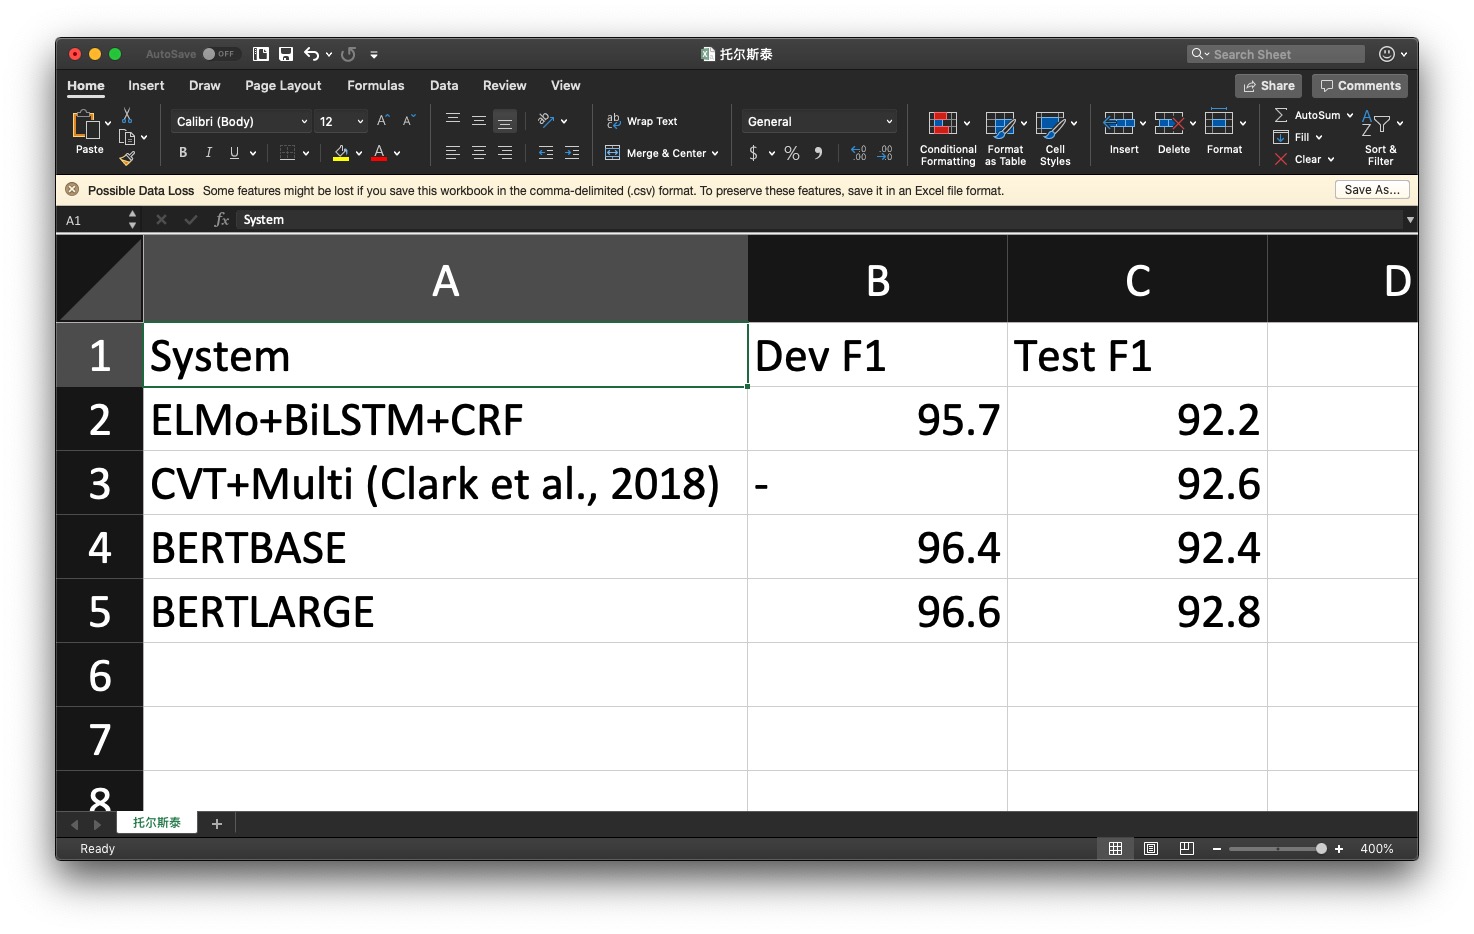 AutoSave OFF
托尔斯泰
Search Sheet
Home Insert Draw Page Layout Formulas Data Review View
Share Comments
Paste
Calibri (Body) 12 A^ A˅
B I U A
ab c Wrap Text
Merge & Center
General
$ % 9 .00 .0
Conditional Formatting
Format as Table
Cell Styles
Insert Delete Format
AutoSum
Fill
Clear
A Z
Sort & Filter
Possible Data Loss Some features might be lost if you save this workbook in the comma-delimited (.csv) format. To preserve these features, save it in an Excel file format. Save As...
A1 fx System
A B C D
1 System Dev F1 Test F1
2 ELMo+BiLSTM+CRF 95.7 92.2
3 CVT+Multi (Clark et al., 2018) - 92.6
4 BERTBASE 96.4 92.4
5 BERTLARGE 96.6 92.8
6
7
8
托尔斯泰 +
Ready 400%